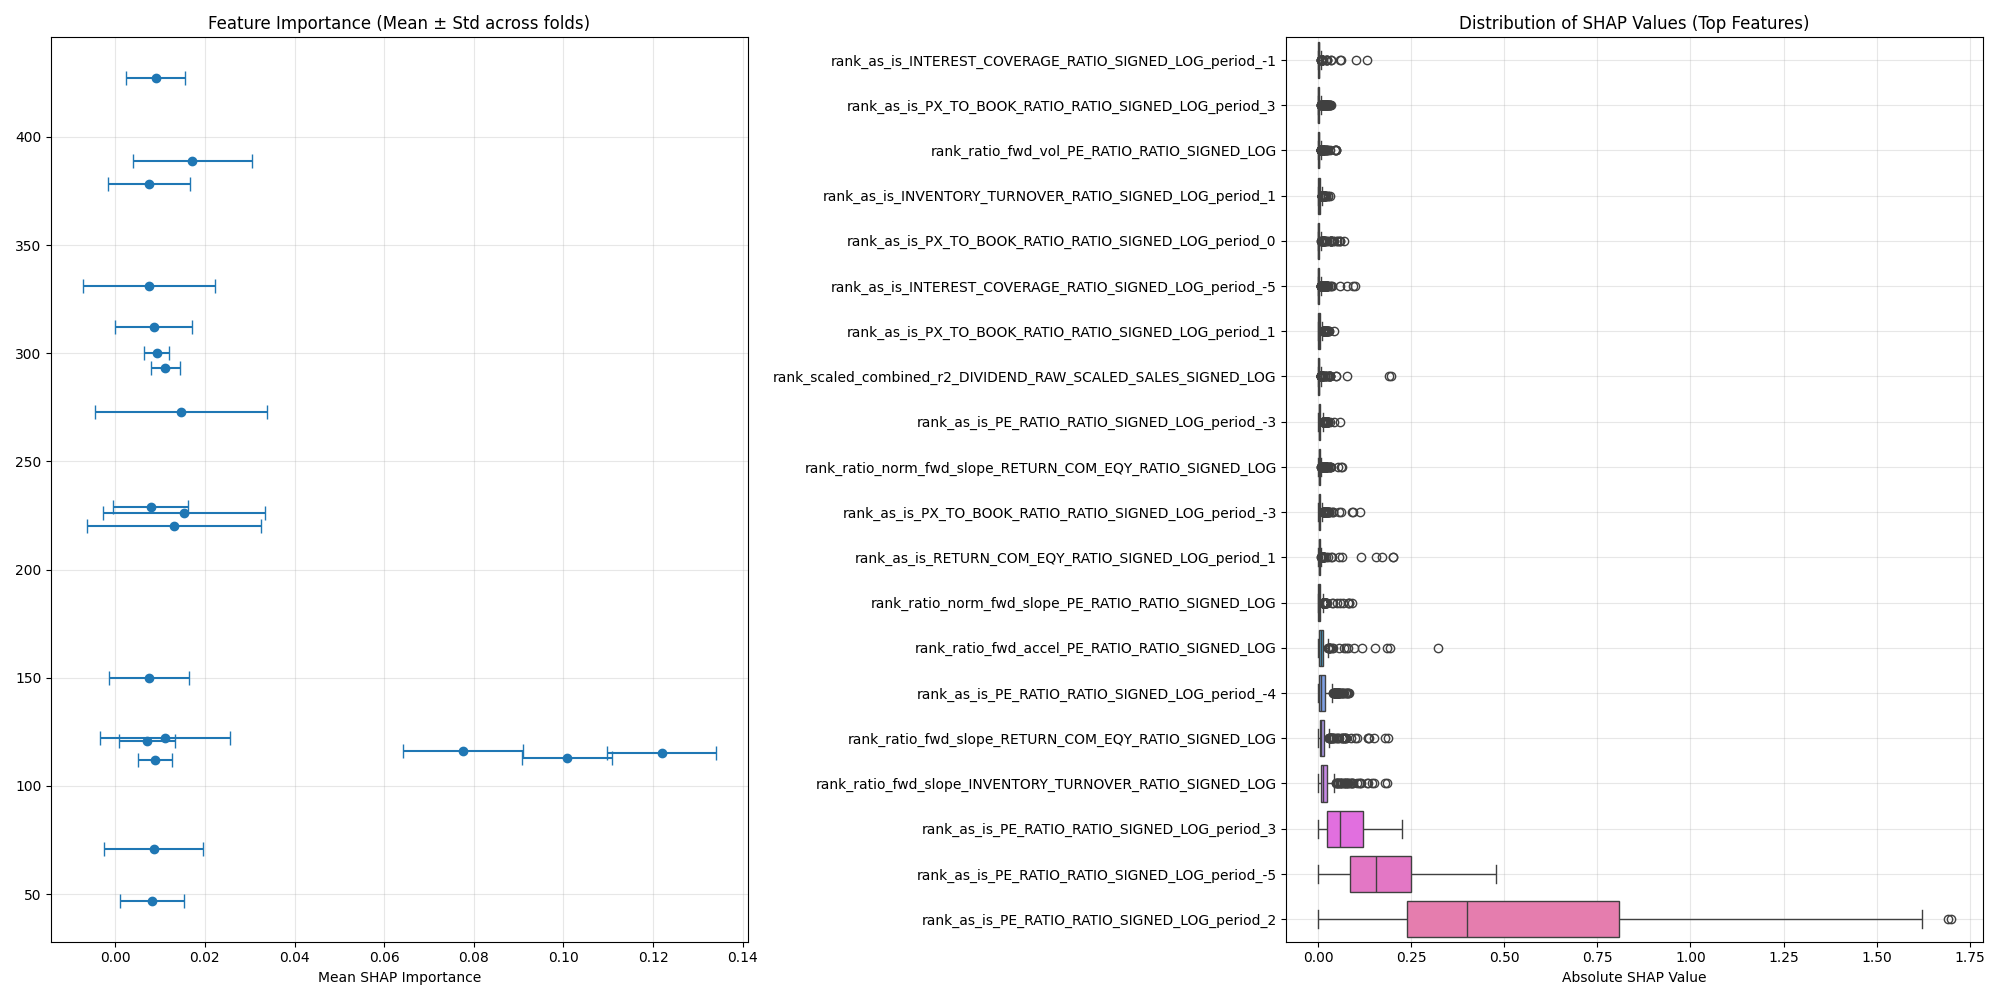 Feature Importance (Mean ± Std across folds)
400
350
300
250
200
150
100
50
0.00 0.02 0.04 0.06 0.08 0.10 0.12 0.14
Mean SHAP Importance
Distribution of SHAP Values (Top Features)
rank_as_is_INTEREST_COVERAGE_RATIO_SIGNED_LOG_period_-1
rank_as_is_PX_TO_BOOK_RATIO_RATIO_SIGNED_LOG_period_3
rank_ratio_fwd_vol_PE_RATIO_RATIO_SIGNED_LOG
rank_as_is_INVENTORY_TURNOVER_RATIO_SIGNED_LOG_period_1
rank_as_is_PX_TO_BOOK_RATIO_RATIO_SIGNED_LOG_period_0
rank_as_is_INTEREST_COVERAGE_RATIO_SIGNED_LOG_period_-5
rank_as_is_PX_TO_BOOK_RATIO_RATIO_SIGNED_LOG_period_1
rank_scaled_combined_r2_DIVIDEND_RAW_SCALED_SALES_SIGNED_LOG
rank_as_is_PE_RATIO_RATIO_SIGNED_LOG_period_-3
rank_ratio_norm_fwd_slope_RETURN_COM_EQY_RATIO_SIGNED_LOG
rank_as_is_PX_TO_BOOK_RATIO_RATIO_SIGNED_LOG_period_-3
rank_as_is_RETURN_COM_EQY_RATIO_SIGNED_LOG_period_1
rank_ratio_norm_fwd_slope_PE_RATIO_RATIO_SIGNED_LOG
rank_ratio_fwd_accel_PE_RATIO_RATIO_SIGNED_LOG
rank_as_is_PE_RATIO_RATIO_SIGNED_LOG_period_-4
rank_ratio_fwd_slope_RETURN_COM_EQY_RATIO_SIGNED_LOG
rank_ratio_fwd_slope_INVENTORY_TURNOVER_RATIO_SIGNED_LOG
rank_as_is_PE_RATIO_RATIO_SIGNED_LOG_period_3
rank_as_is_PE_RATIO_RATIO_SIGNED_LOG_period_-5
rank_as_is_PE_RATIO_RATIO_SIGNED_LOG_period_2
0.00 0.25 0.50 0.75 1.00 1.25 1.50 1.75
Absolute SHAP Value